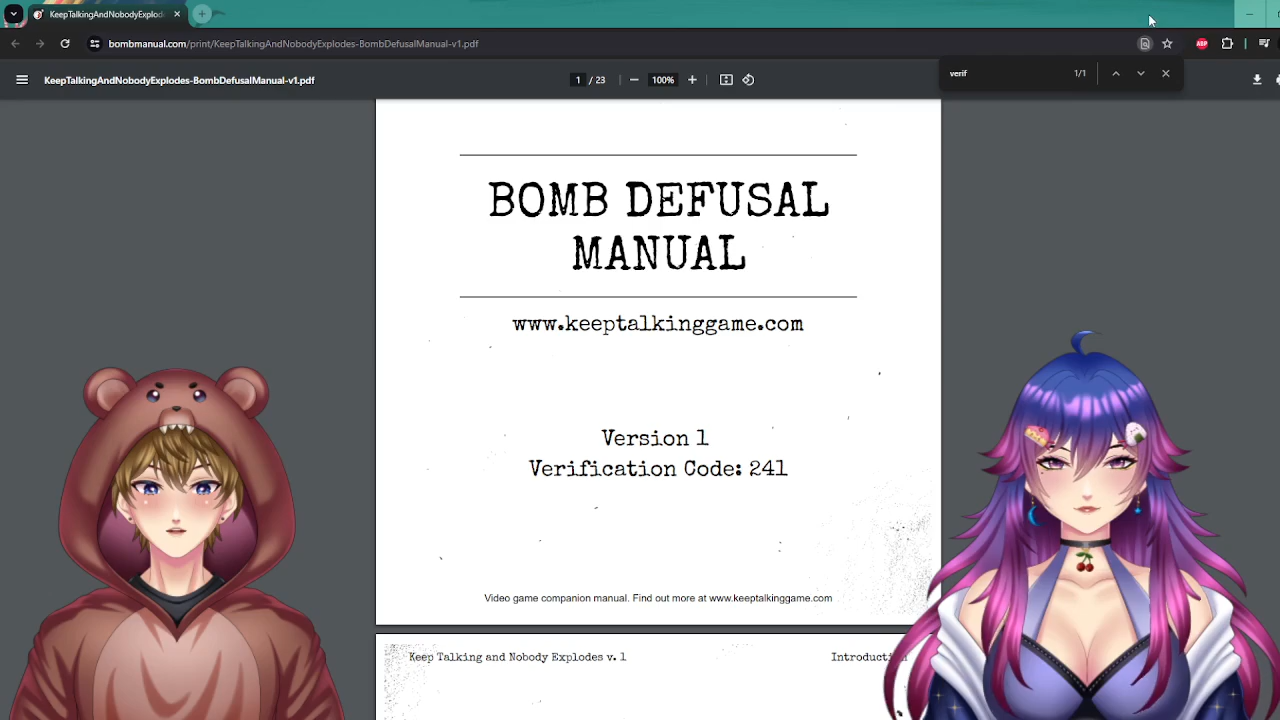 KeepTalkingAndNobodyExplode
bombmanual.com/print/KeepTalkingAndNobodyExplodes-BombDefusalManual-v1.pdf
ABP
verif
1/1
KeepTalkingAndNobodyExplodes-BombDefusalManual-v1.pdf
1 / 23
100%
BOMB DEFUSAL
MANUAL
www.keeptalkinggame.com
Version 1
Verification Code: 241
Video game companion manual. Find out more at www.keeptalkinggame.com
Keep Talking and Nobody Explodes v. 1
Introduction